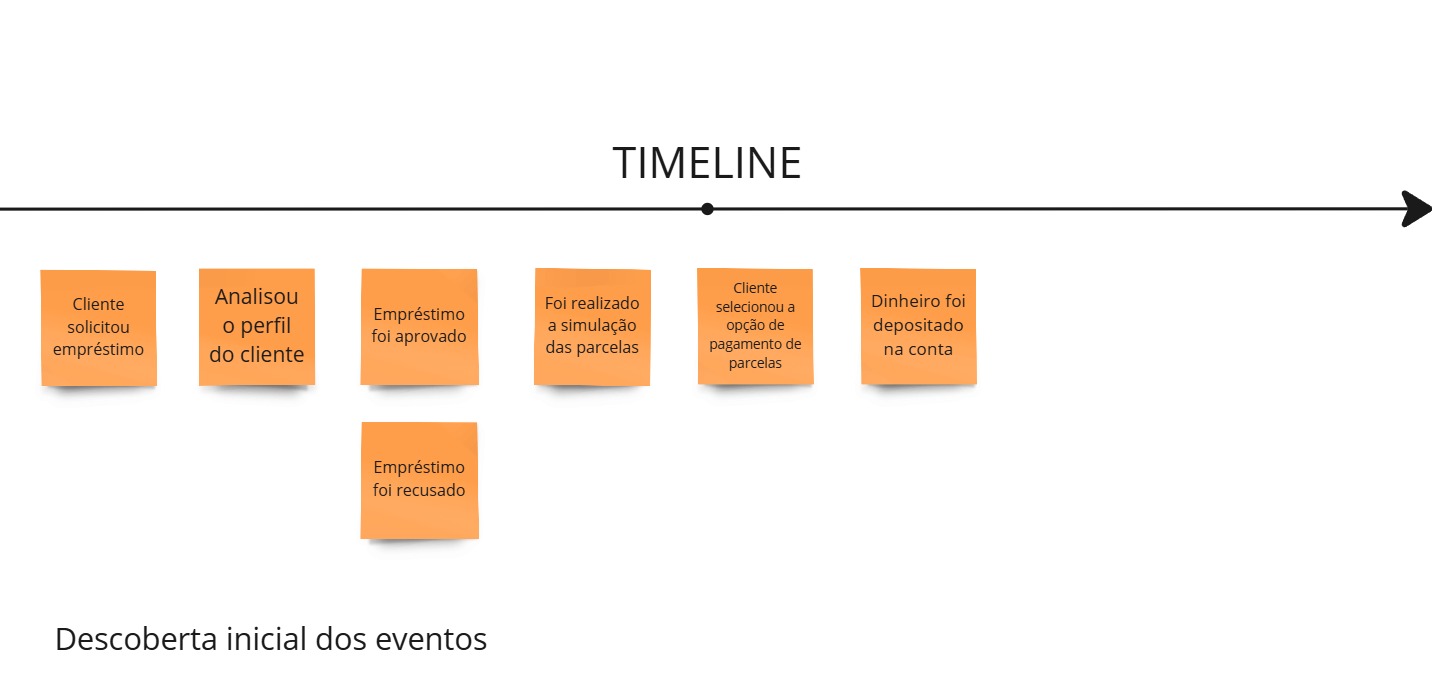 TIMELINE
Cliente
solicitou
empréstimo
Analisou
o perfil
do cliente
Empréstimo
foi aprovado
Foi realizado
a simulação
das parcelas
Cliente
selecionou a
opção de
pagamento de
parcelas
Dinheiro foi
depositado
na conta
Empréstimo
foi recusado
Descoberta inicial dos eventos